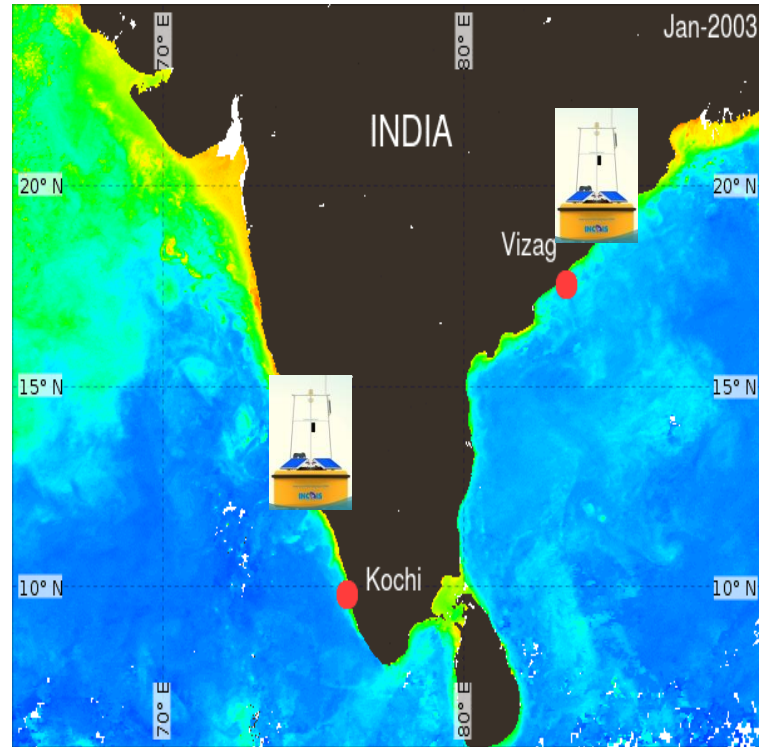 70° E
80° E
Jan-2003
INDIA
20° N
20° N
INCOIS
Vizag
15° N
15° N
INCOIS
Kochi
10° N
10° N
70° E
80° E